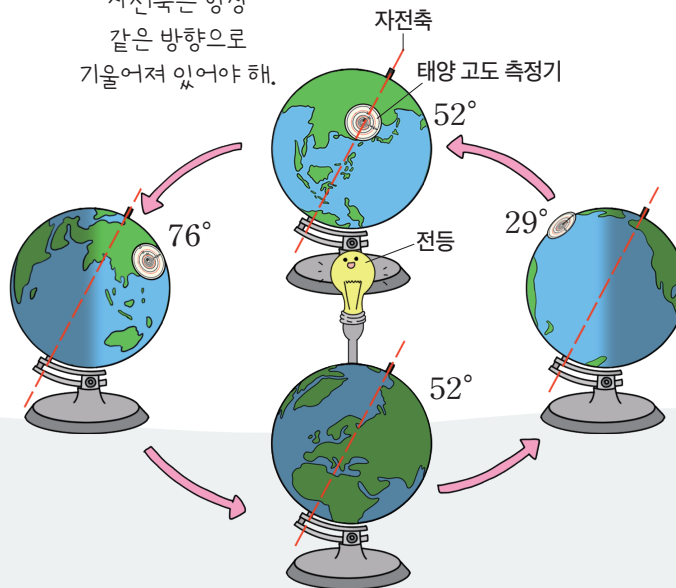 같은 방향으로
기울어져 있어야 해.
자전축
태양 고도 측정기
52°
76°
29°
전등
52°